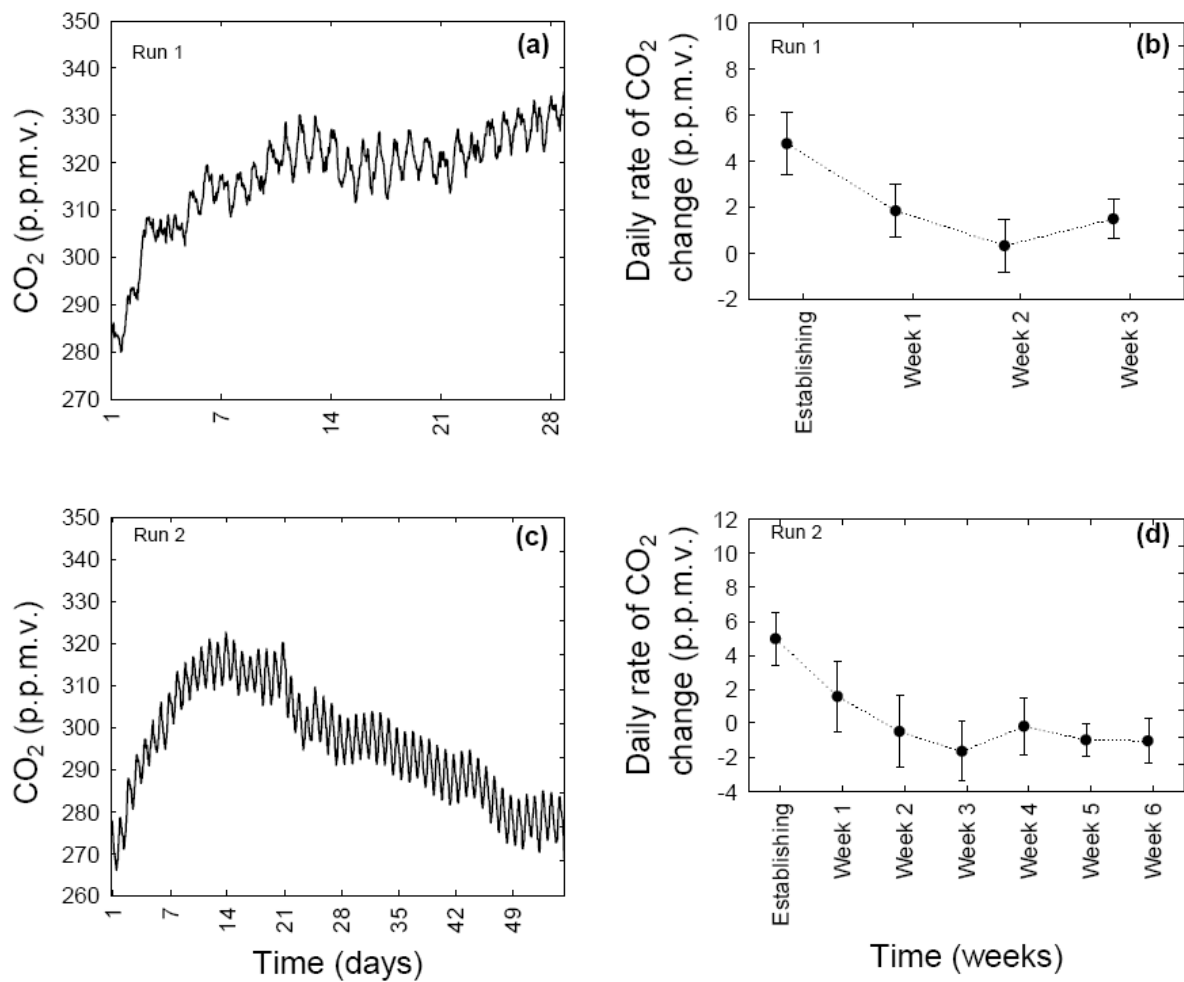 (a)
Run 1
CO2 (p.p.m.v.)
350
340
330
320
310
300
290
280
270
1
7
14
21
28
(b)
Run 1
Daily rate of CO2
change (p.p.m.v.)
10
8
6
4
2
0
-2
Establishing
Week 1
Week 2
Week 3
(c)
Run 2
CO2 (p.p.m.v.)
350
340
330
320
310
300
290
280
270
260
1
7
14
21
28
35
42
49
Time (days)
(d)
Run 2
Daily rate of CO2
change (p.p.m.v.)
12
10
8
6
4
2
0
-2
-4
Establishing
Week 1
Week 2
Week 3
Week 4
Week 5
Week 6
Time (weeks)